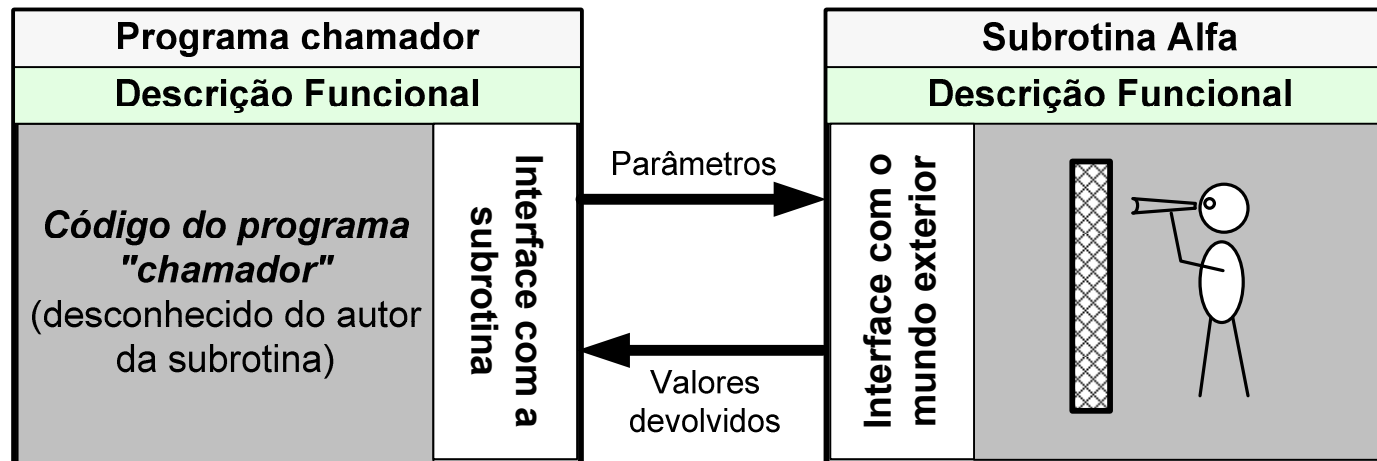 Programa chamador
Descrição Funcional
Código do programa
"chamador"
(desconhecido do autor
da subrotina)
Interface com a
subrotina
Parâmetros
Valores
devolvidos
Subrotina Alfa
Descrição Funcional
Interface com o
mundo exterior